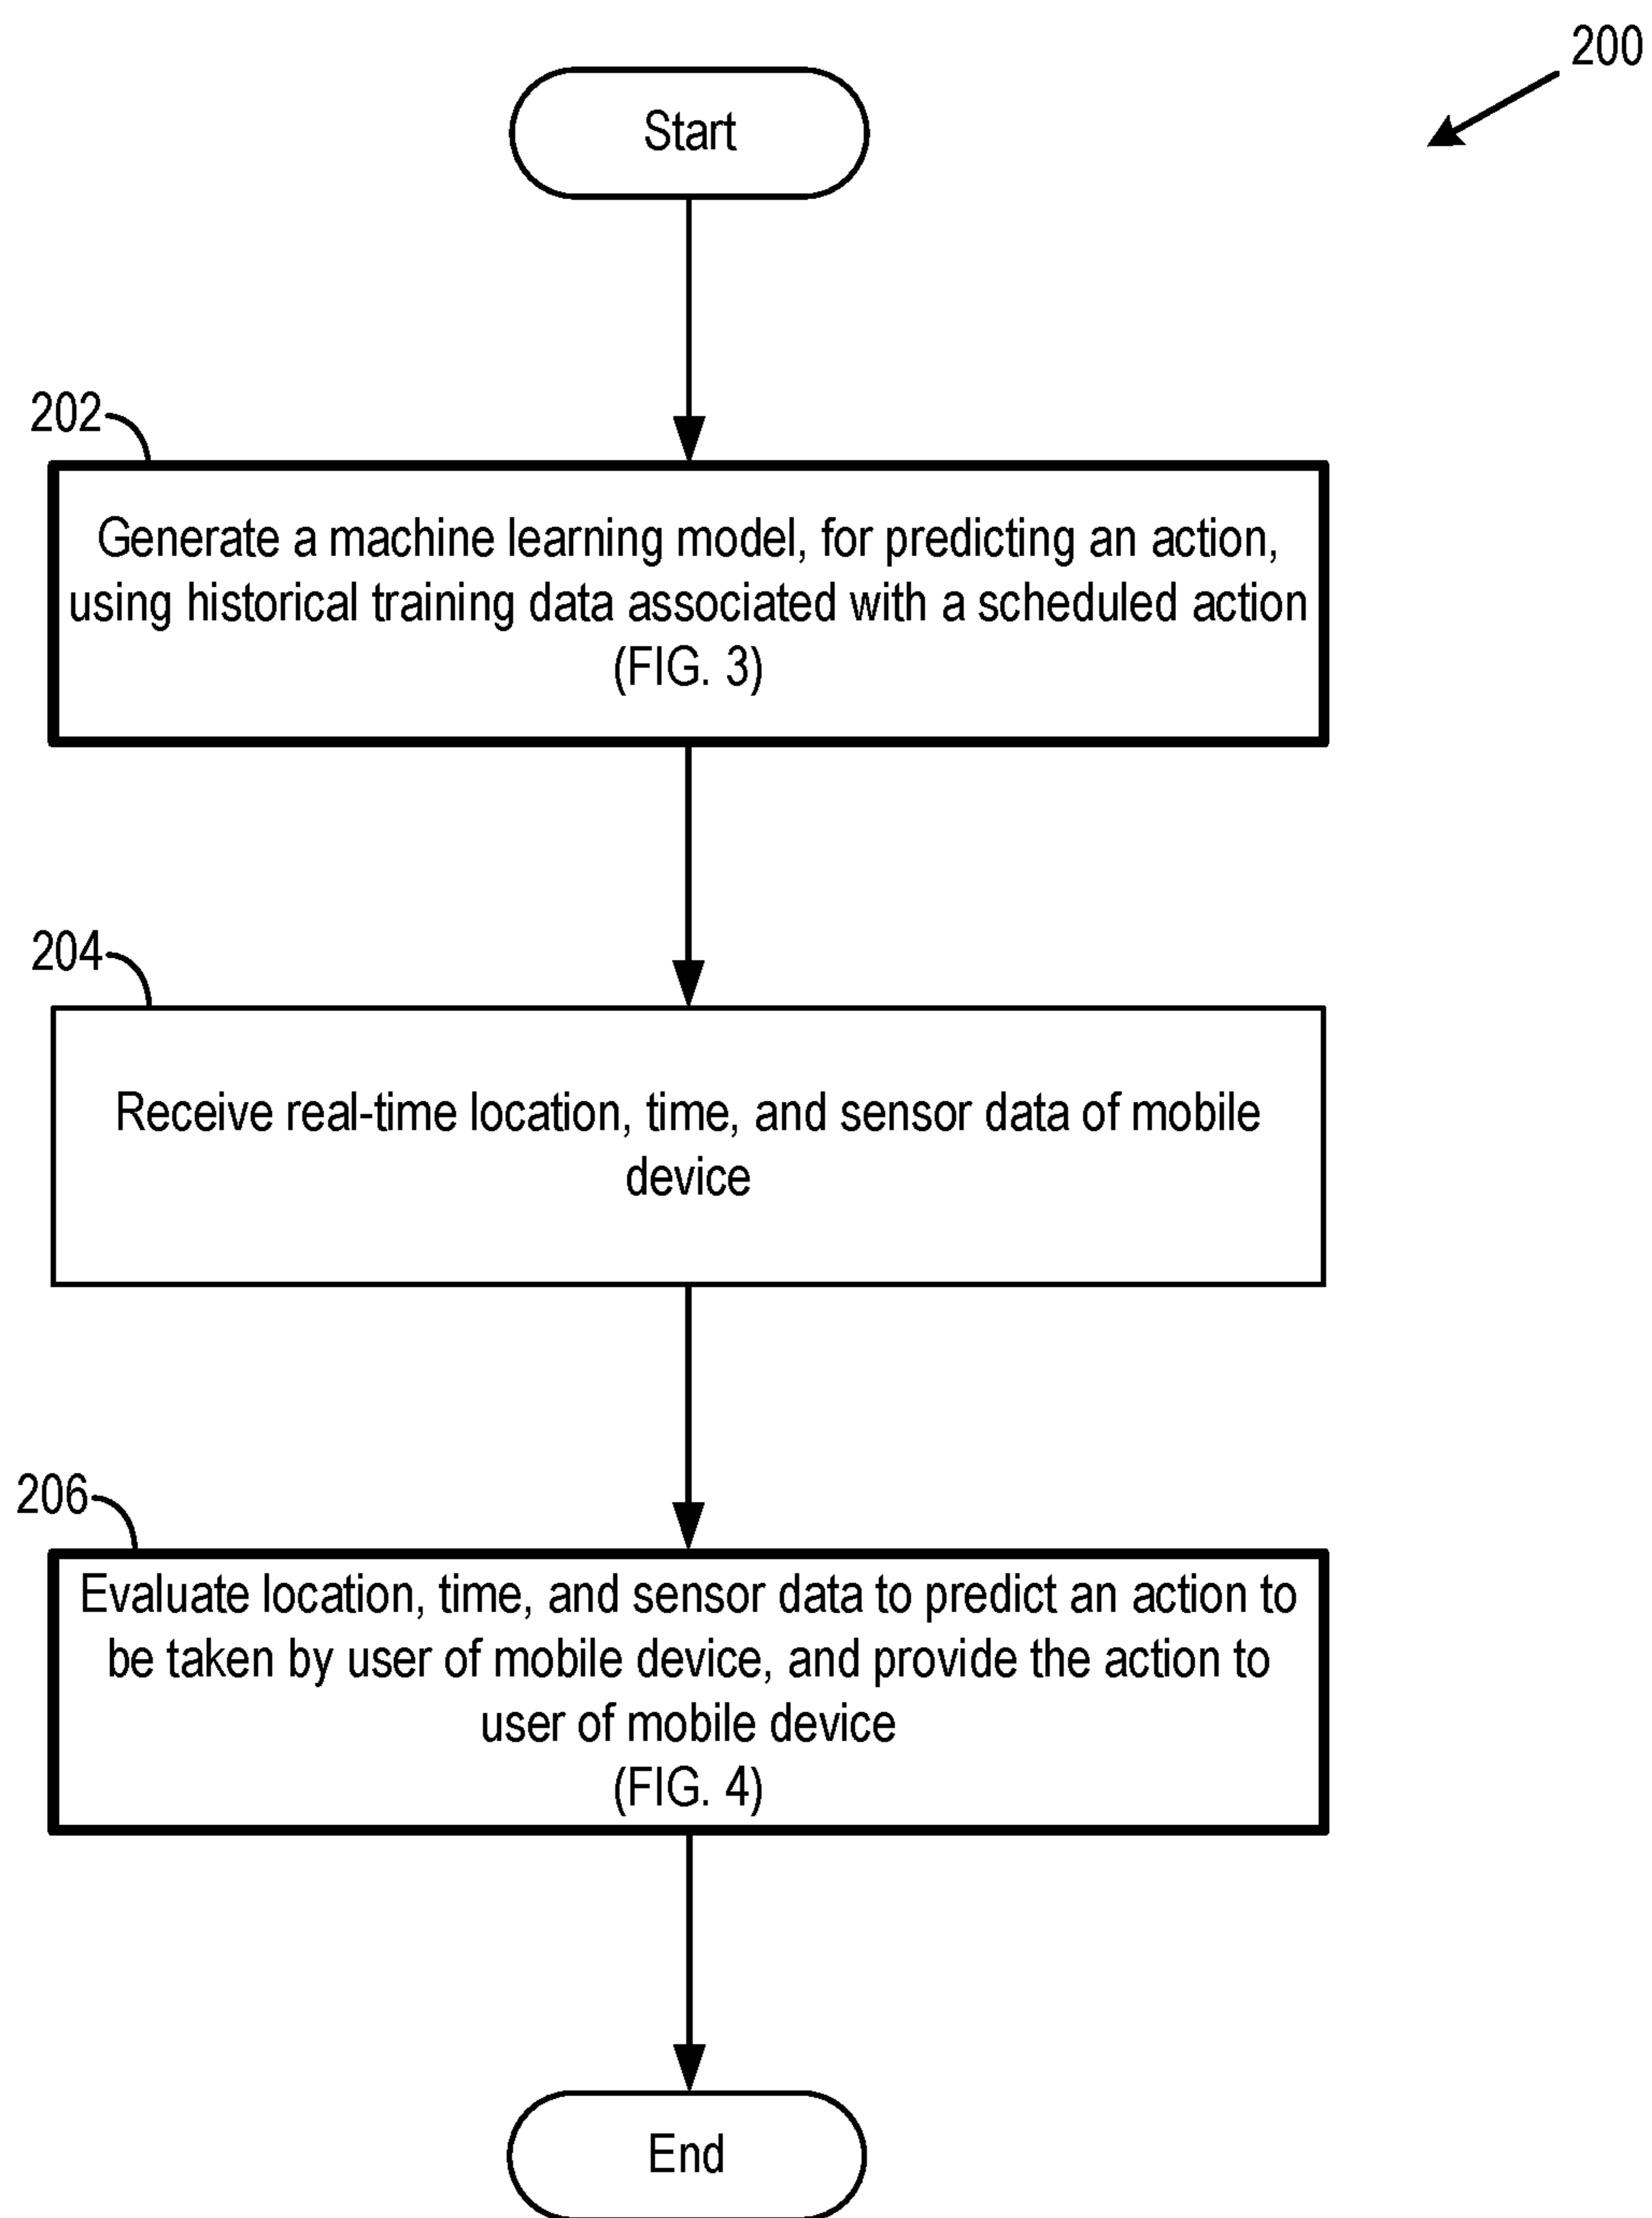 200
Start
202
Generate a machine learning model, for predicting an action,
using historical training data associated with a scheduled action
(FIG. 3)
204
Receive real-time location, time, and sensor data of mobile
device
206
Evaluate location, time, and sensor data to predict an action to
be taken by user of mobile device, and provide the action to
user of mobile device
(FIG. 4)
End